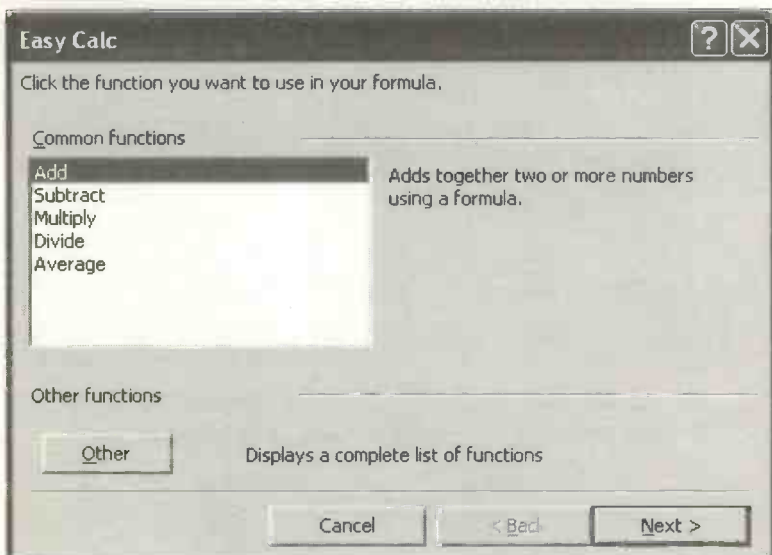 Easy Calc
Click the function you want to use in your formula.
Common functions
Add
Subtract
Multiply
Divide
Average
Adds together two or more numbers
using a formula.
Other functions
Other
Displays a complete list of functions
Cancel
< Back
Next >